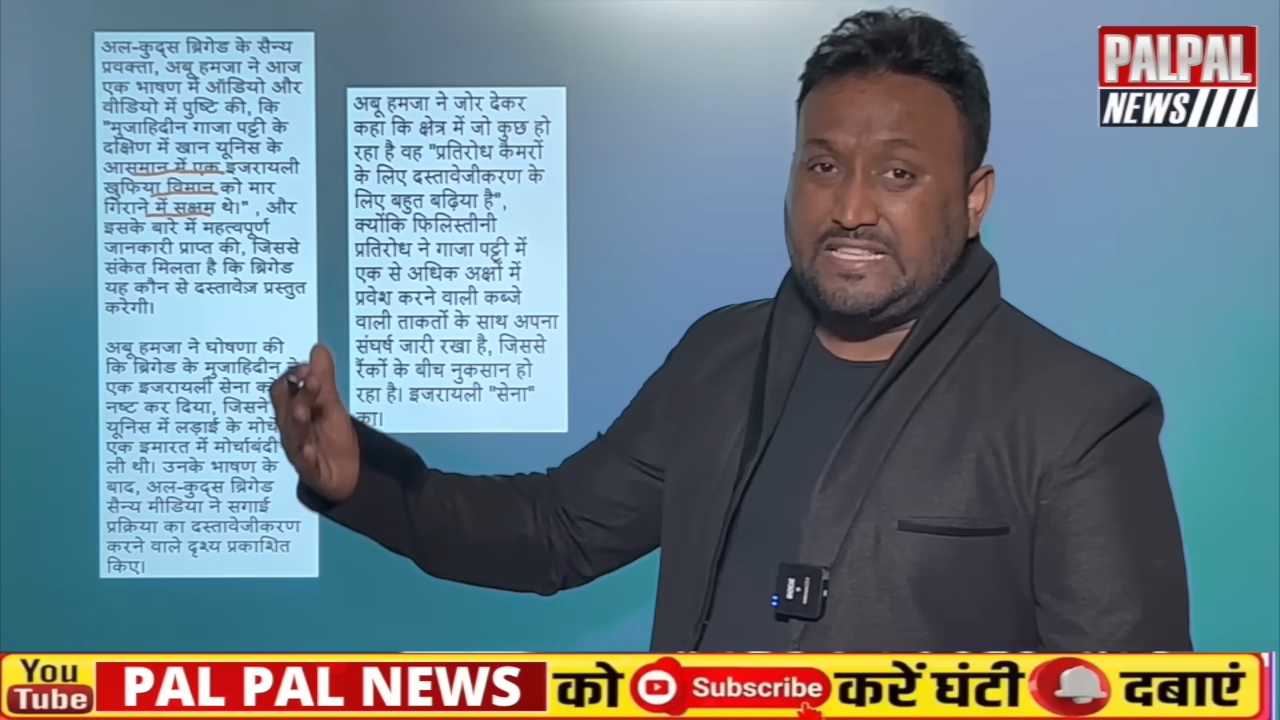 अल-कुद्स ब्रिगेड के सैन्य
प्रवक्ता, अबू हमजा ने आज
एक भाषण में ऑडियो और
वीडियो में पुष्टि की, कि
"मुजाहिदीन गाजा पट्टी के
दक्षिण में खान यूनिस के
आसमान में एक इजरायली
खुफिया विमान को मार
गिराने में सक्षम थे।" , और
इसके बारे में महत्वपूर्ण
जानकारी प्राप्त की, जिससे
संकेत मिलता है कि ब्रिगेड
यह कौन से दस्तावेज़ प्रस्तुत
करेगी।
अबू हमजा ने घोषणा की
कि ब्रिगेड के मुजाहिदीन ने
एक इजरायली सेना को
नष्ट कर दिया, जिसने
यूनिस में लड़ाई के मोर्चे
एक इमारत में मोर्चाबंदी
ली थी। उनके भाषण के
बाद, अल-कुद्स ब्रिगेड
सैन्य मीडिया ने सगाई
प्रक्रिया का दस्तावेजीकरण
करने वाले दृश्य प्रकाशित
किए।
अबू हमजा ने जोर देकर
कहा कि क्षेत्र में जो कुछ हो
रहा है वह "प्रतिरोध कैमरों
के लिए दस्तावेजीकरण के
लिए बहुत बढ़िया है",
क्योंकि फिलिस्तीनी
प्रतिरोध ने गाजा पट्टी में
एक से अधिक अक्षों में
प्रवेश करने वाली कब्जे
वाली ताकतों के साथ अपना
संघर्ष जारी रखा है, जिससे
रैंकों के बीच नुकसान हो
रहा है। इजरायली "सेना"
का।
PALPAL
NEWS
You Tube PAL PAL NEWS को Subscribe करें घंटी दबाएं